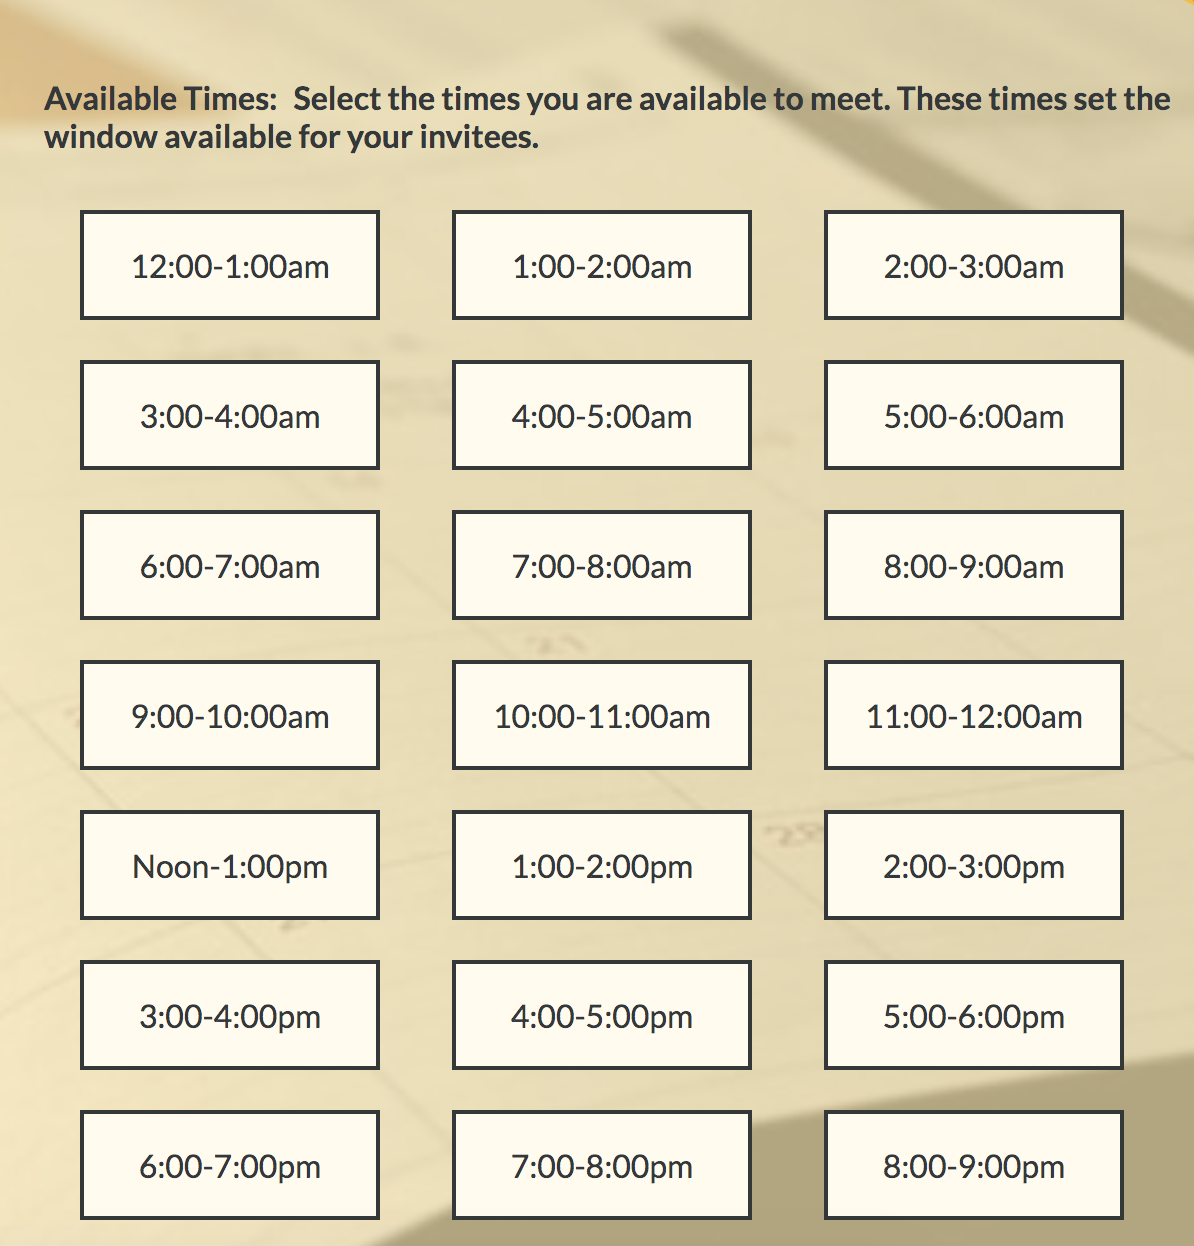 Available Times:  Select the times you are available to meet. These times set the
window available for your invitees.
12:00-1:00am
1:00-2:00am
2:00-3:00am
3:00-4:00am
4:00-5:00am
5:00-6:00am
6:00-7:00am
7:00-8:00am
8:00-9:00am
9:00-10:00am
10:00-11:00am
11:00-12:00am
Noon-1:00pm
1:00-2:00pm
28
2:00-3:00pm
3:00-4:00pm
4:00-5:00pm
5:00-6:00pm
6:00-7:00pm
7:00-8:00pm
8:00-9:00pm